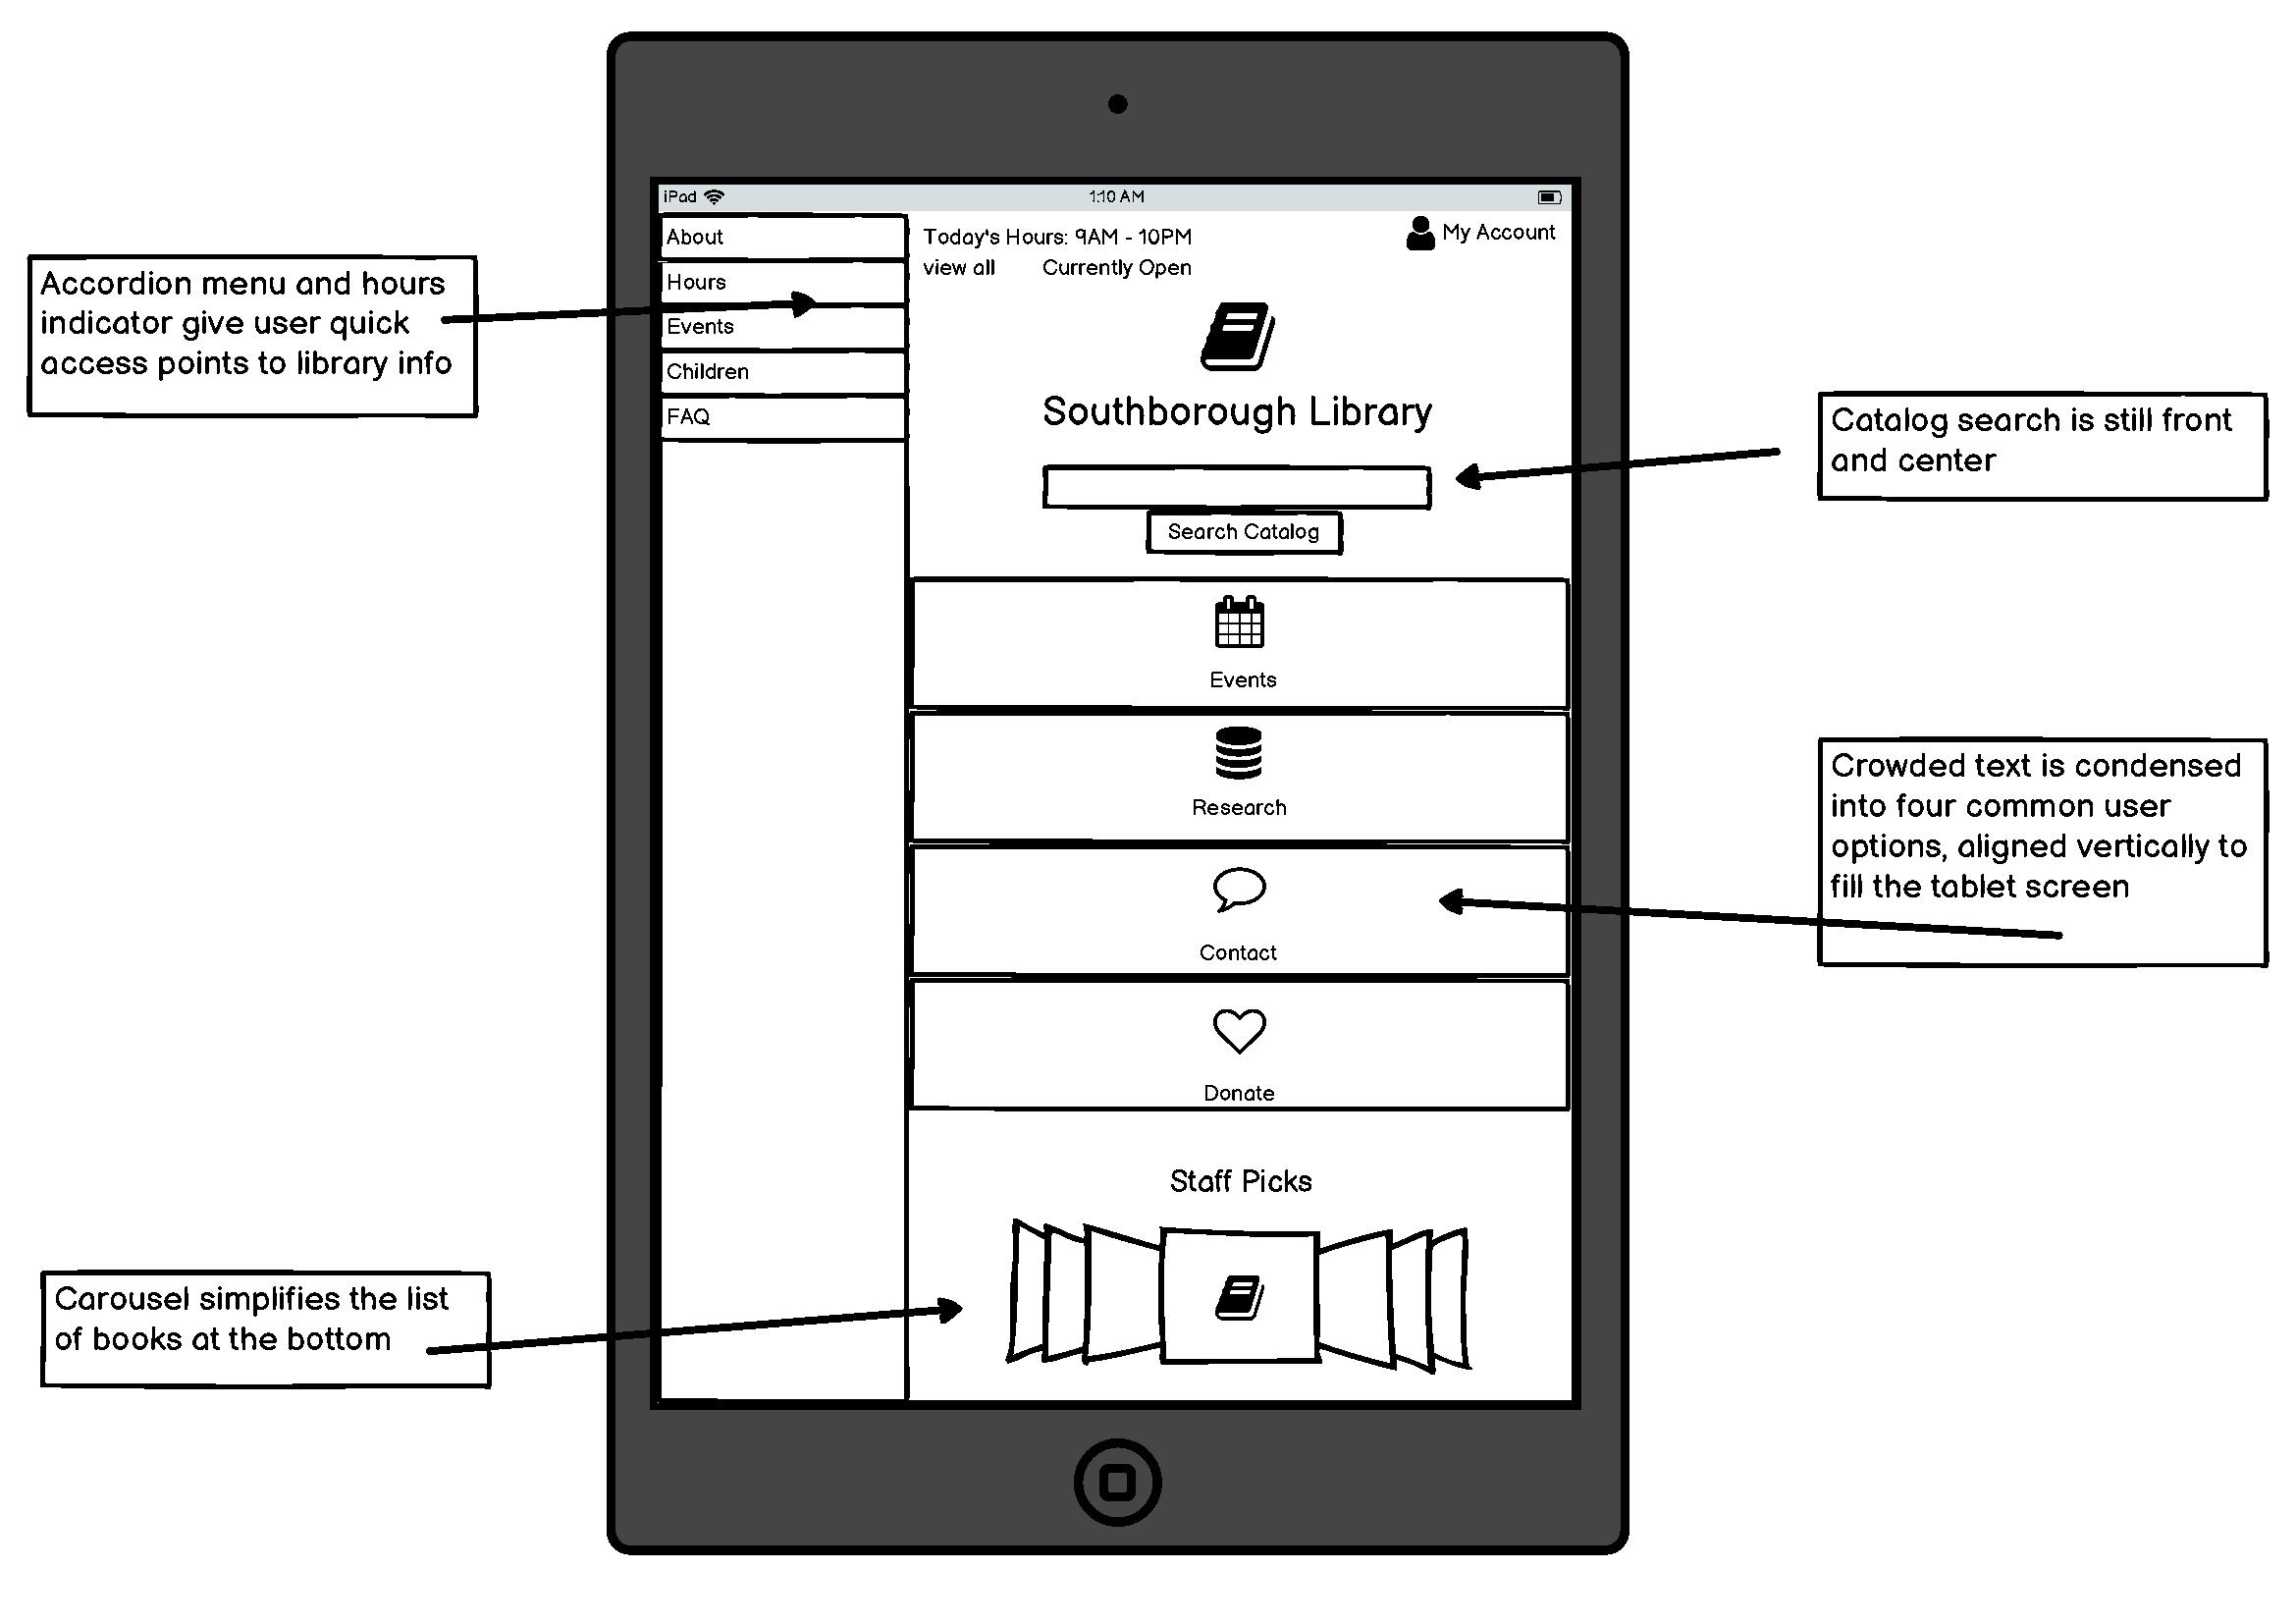 iPad
1:10 AM
About
Hours
Events
Children
FAQ
Today's Hours: 9AM - 10PM
view all Currently Open
My Account
Southborough Library
Search Catalog
Events
Research
Contact
Donate
Staff Picks
Accordion menu and hours
indicator give user quick
access points to library info
Carousel simplifies the list
of books at the bottom
Catalog search is still front
and center
Crowded text is condensed
into four common user
options, aligned vertically to
fill the tablet screen